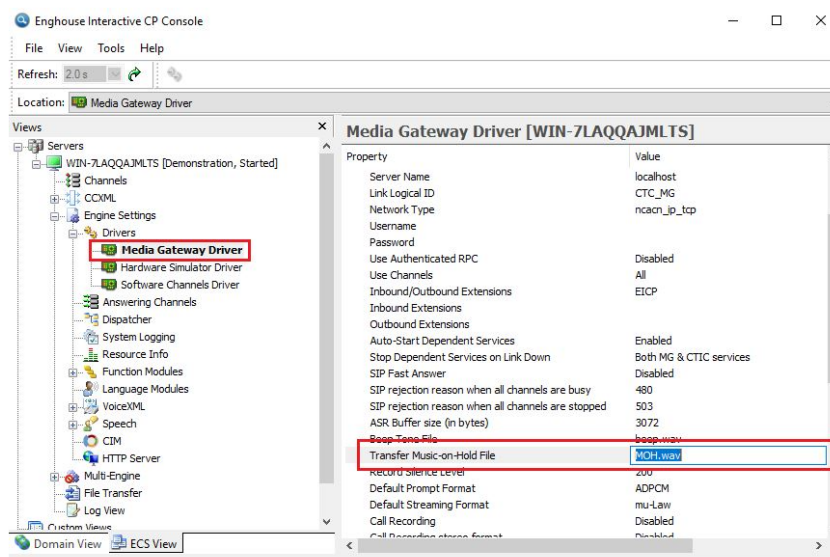 Enghouse Interactive CP Console
File View Tools Help
Refresh: 2.0 s
Location: Media Gateway Driver
Views
Servers
WIN-7LAQQAJMLTS [Demonstration, Started]
Channels
CCXML
Engine Settings
Drivers
Media Gateway Driver
Hardware Simulator Driver
Software Channels Driver
Answering Channels
Dispatcher
System Logging
Resource Info
Function Modules
Language Modules
VoiceXML
Speech
CIM
HTTP Server
Multi-Engine
File Transfer
Log View
Custom Views
Domain View ECS View
Media Gateway Driver [WIN-7LAQQAJMLTS]
Property Value
Server Name localhost
Link Logical ID CTC_MG
Network Type ncacn_ip_tcp
Username
Password
Use Authenticated RPC Disabled
Use Channels All
Inbound/Outbound Extensions EICP
Inbound Extensions
Outbound Extensions
Auto-Start Dependent Services Enabled
Stop Dependent Services on Link Down Both MG & CTIC services
SIP Fast Answer Disabled
SIP rejection reason when all channels are busy 480
SIP rejection reason when all channels are stopped 503
ASR Buffer size (in bytes) 3072
Beep Tone File beep.wav
Transfer Music-on-Hold File MOH.wav
Record Silence Level 200
Default Prompt Format ADPCM
Default Streaming Format mu-Law
Call Recording Disabled
Call Recording stereo format Disabled